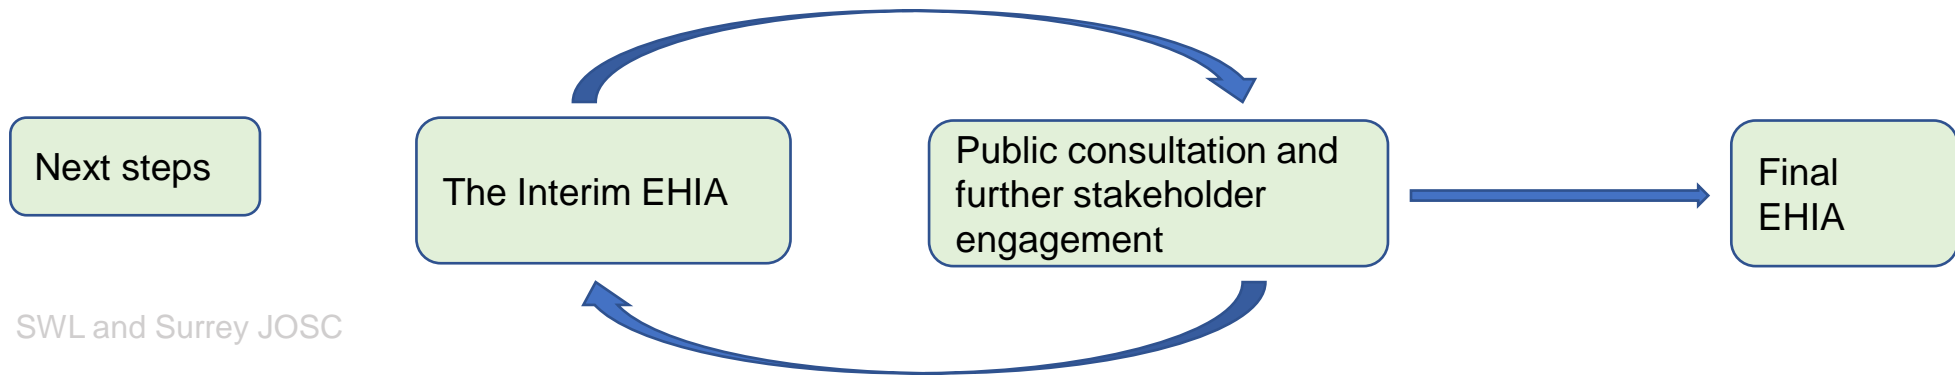 Next steps
The Interim EHIA
Public consultation and
further stakeholder
engagement
Final
EHIA
SWL and Surrey JOSC